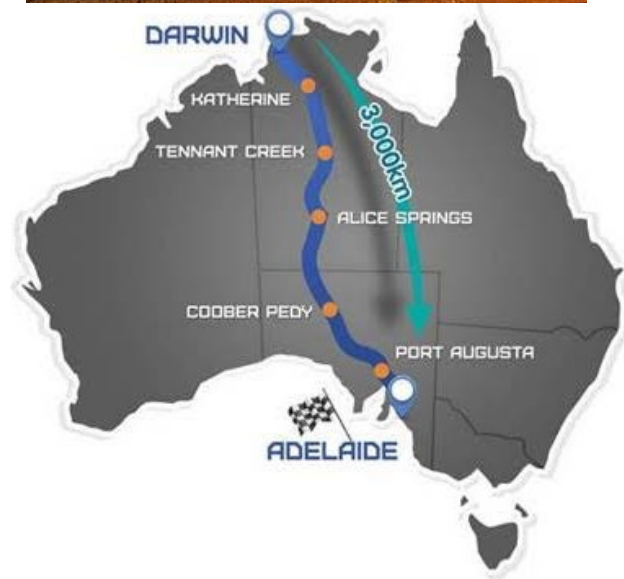 DARWIN
KATHERINE
3,000km
TENNANT CREEK
ALICE SPRINGS
COOBER PEDY
PORT AUGUSTA
ADELAIDE